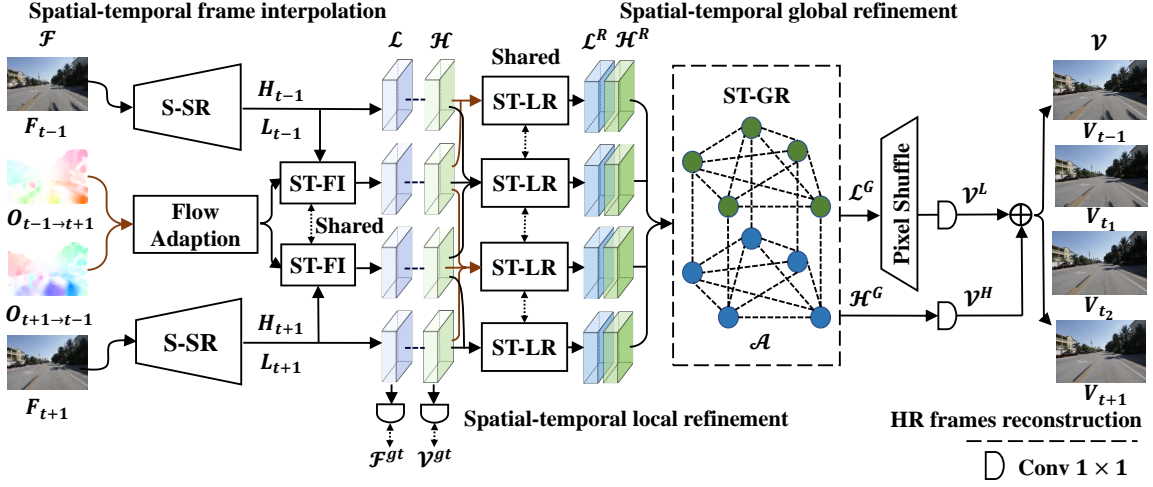 Spatial-temporal frame interpolation
Spatial-temporal global refinement
ℱ
ℒ
ℋ
ℒᴿ ℋᴿ
𝒱
Shared
S-SR
H_{t-1}
L_{t-1}
F_{t-1}
ST-LR
ST-GR
V_{t-1}
ST-FI
ST-LR
O_{t-1→t+1}
Flow
Adaption
Shared
ℒ^G
Pixel Shuffle
𝒱^L
V_{t_1}
ST-FI
ST-LR
O_{t+1→t-1}
ℋ^G
𝒱^H
V_{t_2}
S-SR
H_{t+1}
L_{t+1}
ST-LR
𝒜
F_{t+1}
V_{t+1}
Spatial-temporal local refinement
HR frames reconstruction
ℱ^{gt}
𝒱^{gt}
Conv 1 × 1